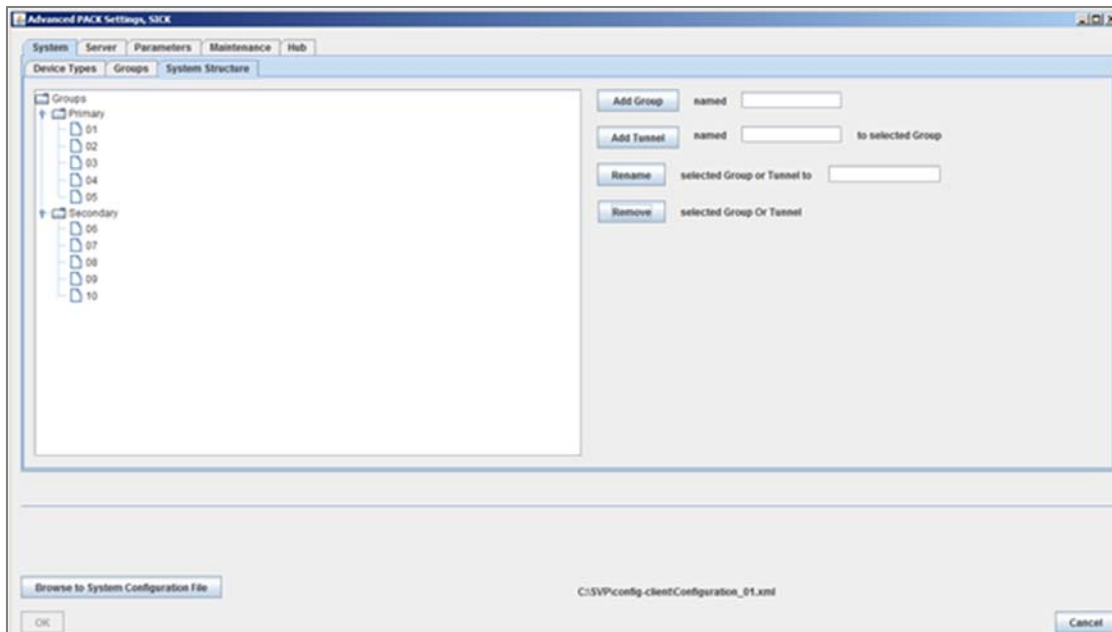 Advanced PACK Settings, SICK
System Server Parameters Maintenance Hub
Device Types Groups System Structure
Groups
Primary
01
02
03
04
05
Secondary
06
07
08
09
10
Add Group named
Add Tunnel named to selected Group
Rename selected Group or Tunnel to
Remove selected Group Or Tunnel
Browse to System Configuration File
C:\SVP\config-client\Configuration_01.xml
OK
Cancel